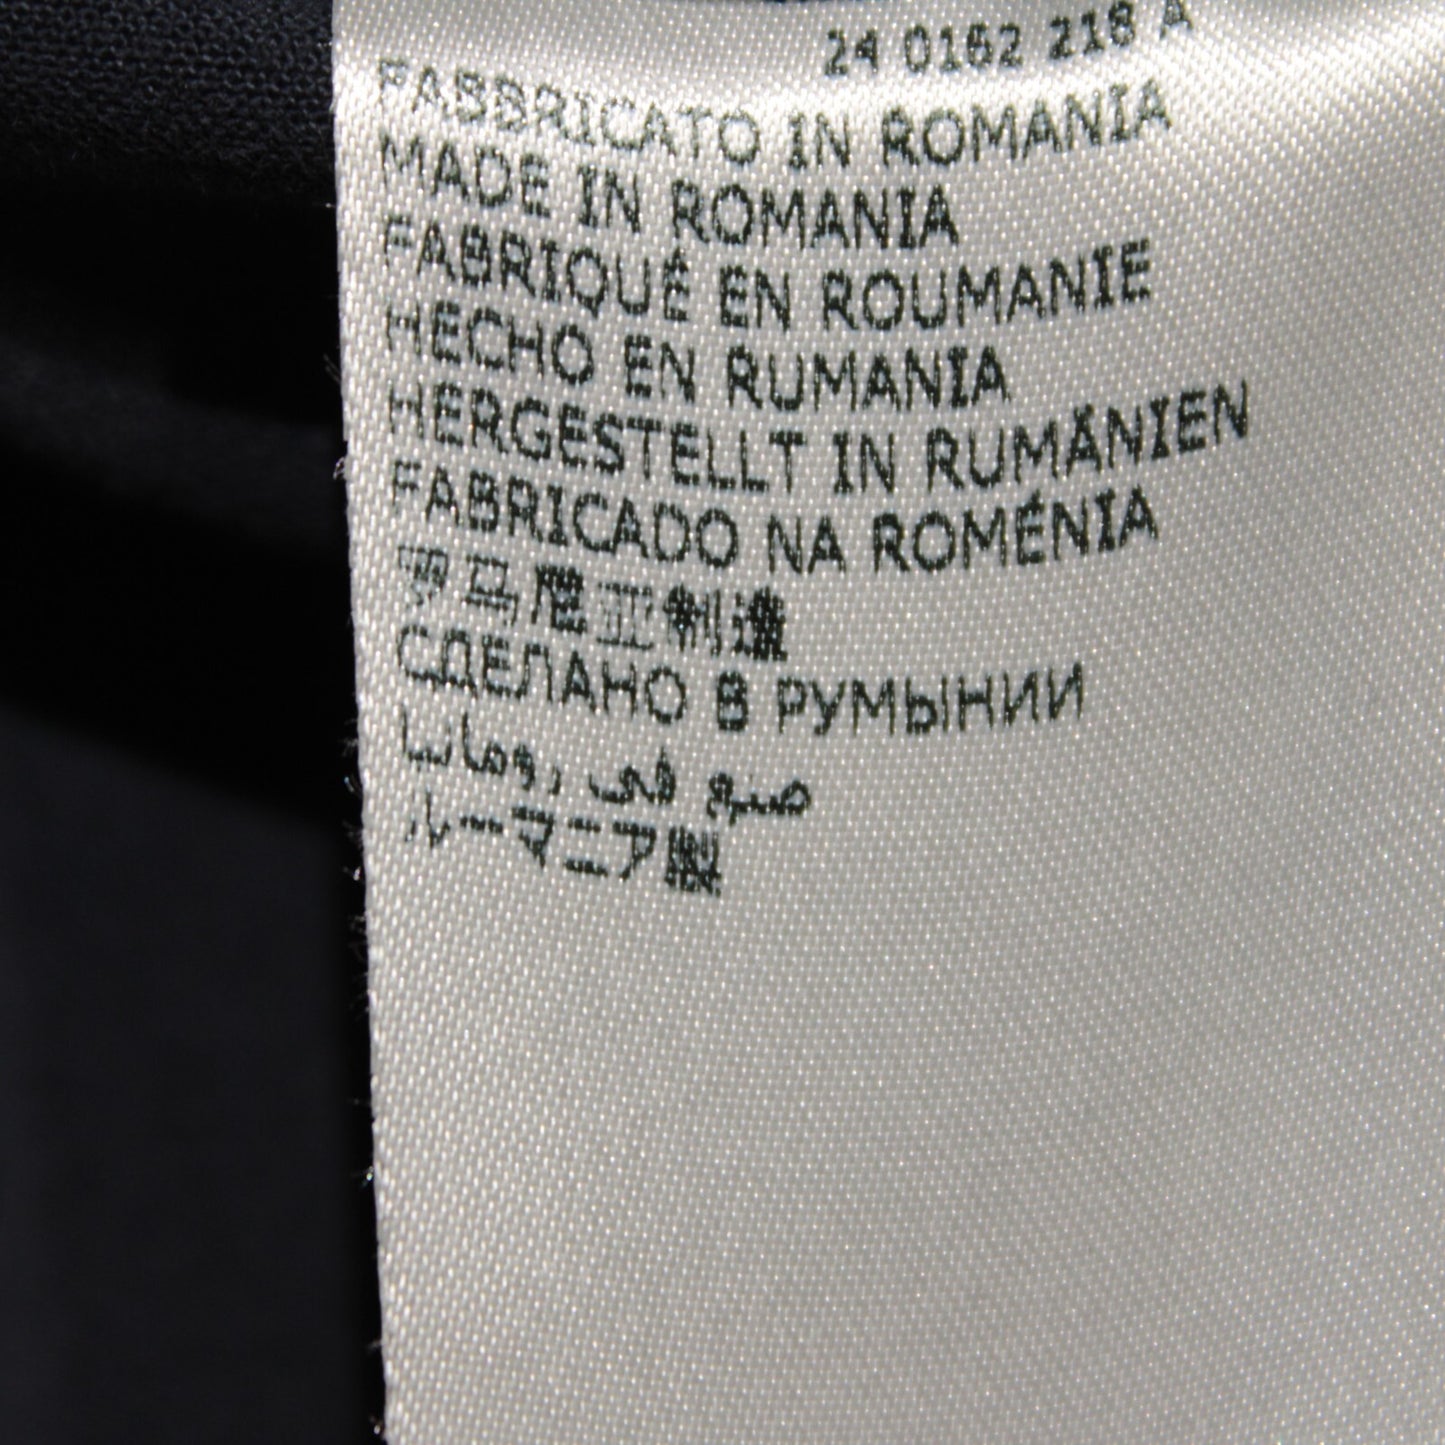 24 0162 218 A
FABBRICATO IN ROMANIA
MADE IN ROMANIA
FABRIQUÉ EN ROUMANIE
HECHO EN RUMANIA
HERGESTELLT IN RUMÄNIEN
FABRICADO NA ROMÉNIA
罗马尼亚制造
СДЕЛАНО В РУМЫНИИ
صنع في رومانيا
ルーマニア製